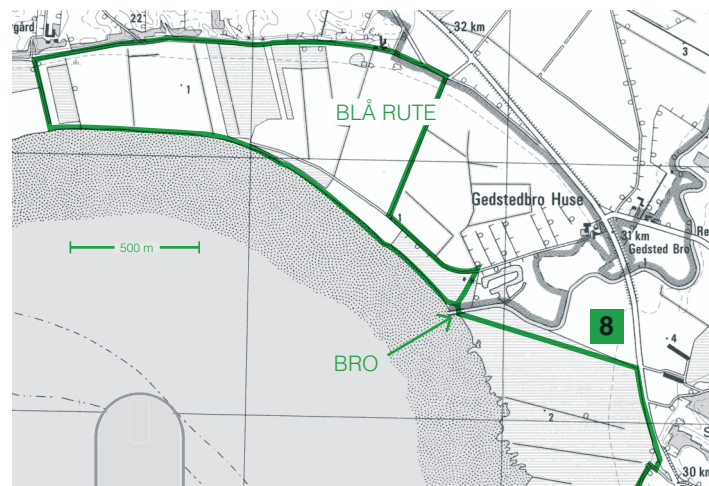 gård
22
32 km
3
1
BLÅ RUTE
Gedstedbro Huse
1
31 km
Gedsted Bro
Re
1
500 m
8
BRO
4
2
S
30 km